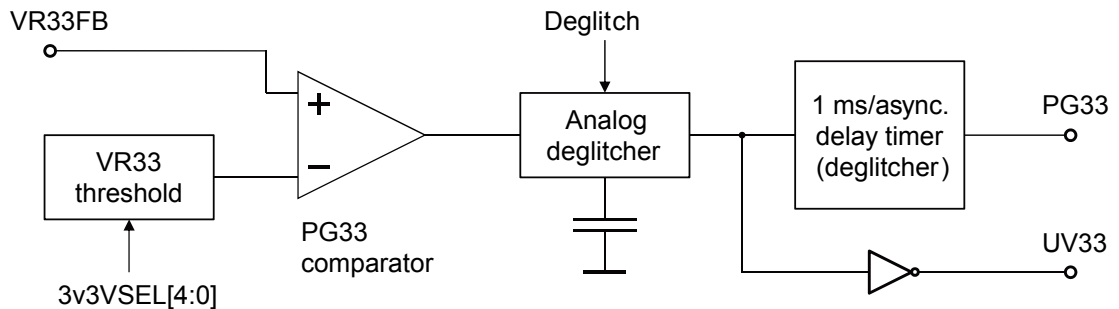 VR33FB
Deglitch
+
−
VR33
threshold
PG33
comparator
3v3VSEL[4:0]
Analog
deglitcher
1 ms/async.
delay timer
(deglitcher)
PG33
UV33